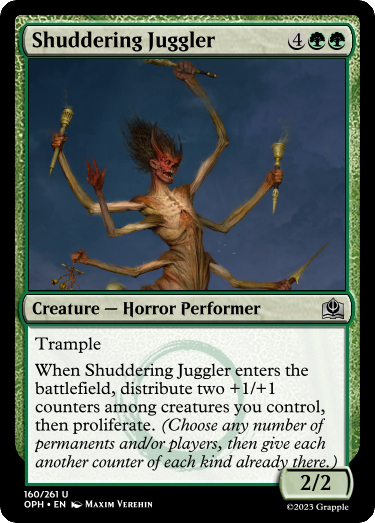 Shuddering Juggler 4
Creature — Horror Performer
Trample
When Shuddering Juggler enters the
battlefield, distribute two +1/+1
counters among creatures you control,
then proliferate. (Choose any number of
permanents and/or players, then give each
another counter of each kind already there.)
2/2
160/261 U
OPH • EN Maxim Verehin
©2023 Grapple